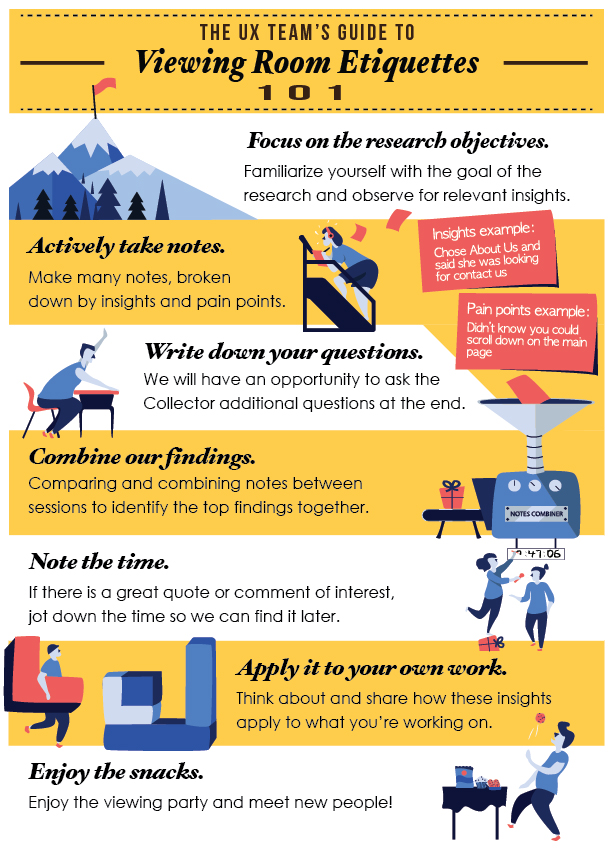 THE UX TEAM'S GUIDE TO
Viewing Room Etiquettes
101
Focus on the research objectives.
Familiarize yourself with the goal of the
research and observe for relevant insights.
Actively take notes.
Make many notes, broken
down by insights and pain points.
Insights example:
Chose About Us and
said she was looking
for contact us
Pain points example:
Didn't know you could
scroll down on the main
page
Write down your questions.
We will have an opportunity to ask the
Collector additional questions at the end.
Combine our findings.
Comparing and combining notes between
sessions to identify the top findings together.
NOTES COMBINER
Note the time.
If there is a great quote or comment of interest,
jot down the time so we can find it later.
:47:06
Apply it to your own work.
Think about and share how these insights
apply to what you're working on.
Enjoy the snacks.
Enjoy the viewing party and meet new people!